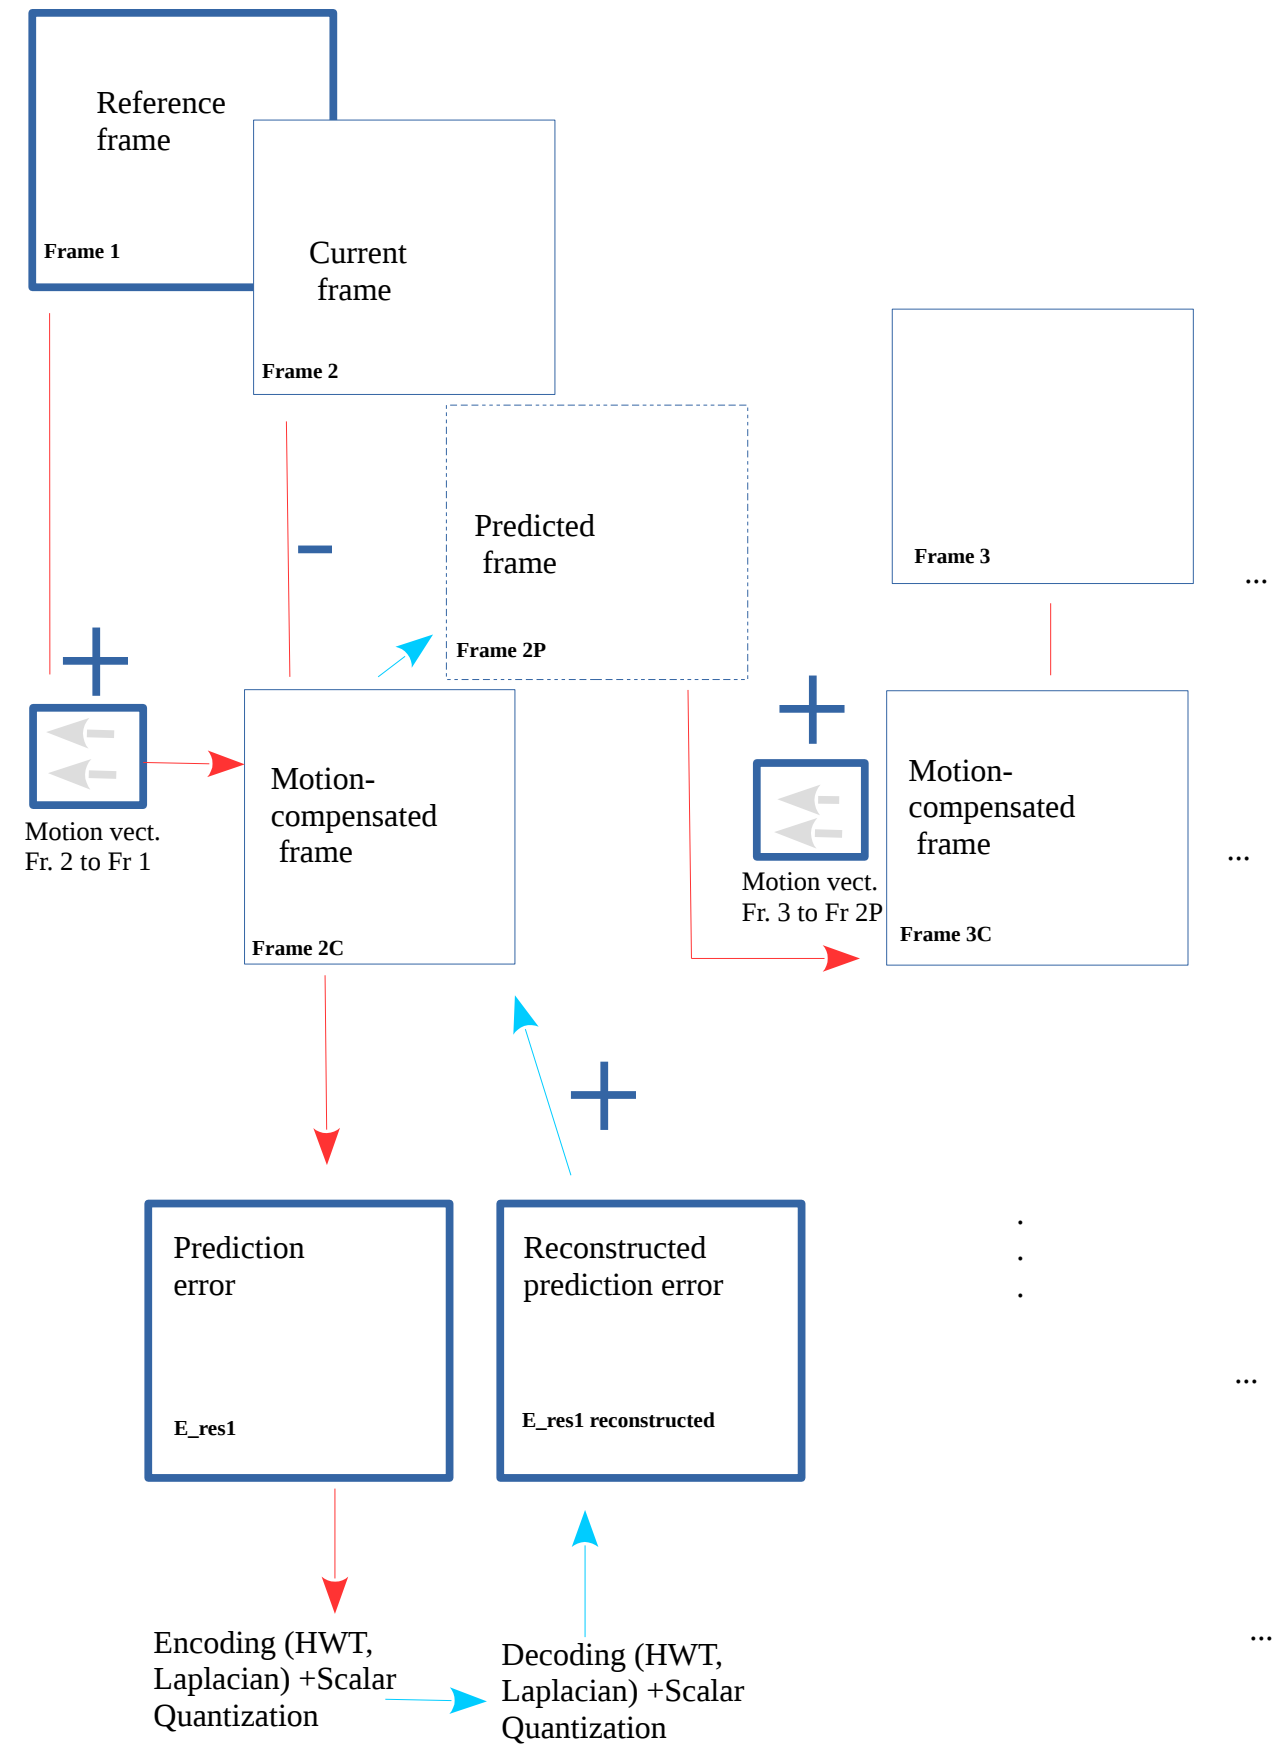 Reference
frame
Frame 1
Current
frame
Frame 2
Predicted
frame
Frame 2P
Frame 3
...
Motion vect.
Fr. 2 to Fr 1
Motion-
compensated
frame
Frame 2C
Motion vect.
Fr. 3 to Fr 2P
Motion-
compensated
frame
Frame 3C
...
Prediction
error
E_res1
Reconstructed
prediction error
E_res1 reconstructed
.
.
.
...
Encoding (HWT,
Laplacian) +Scalar
Quantization
Decoding (HWT,
Laplacian) +Scalar
Quantization
...